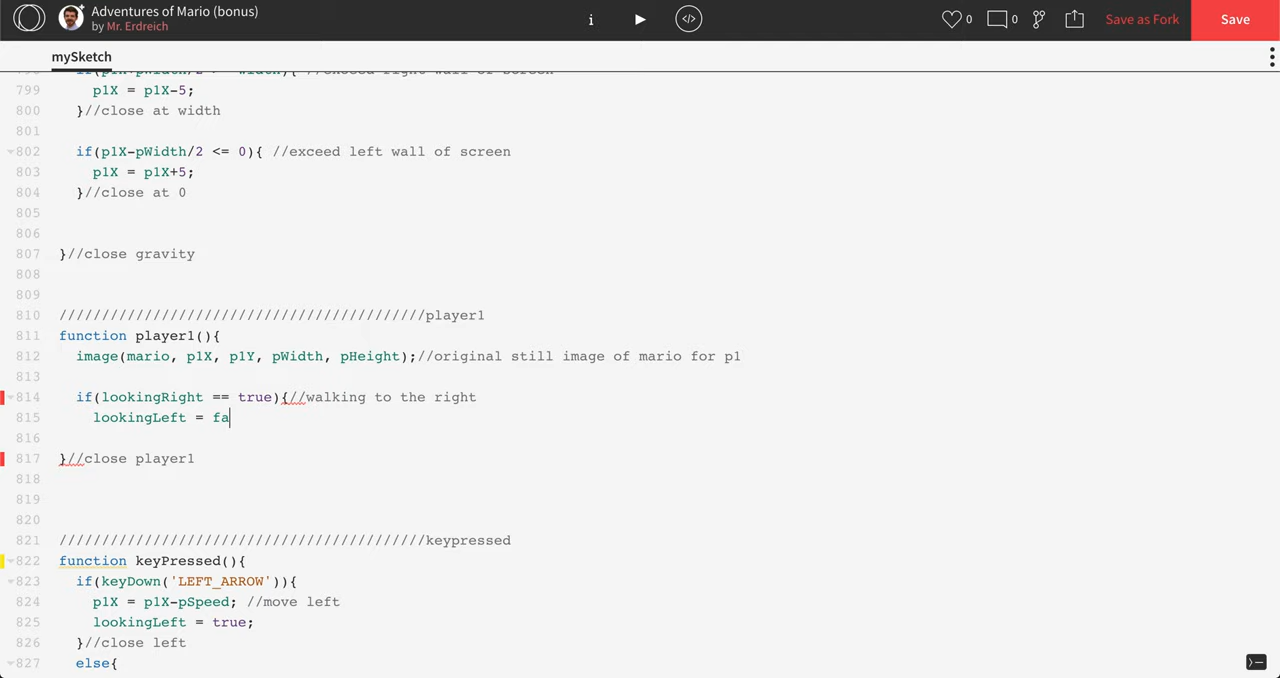 Adventures of Mario (bonus)
by Mr. Erdreich
i
</>
0
0
Save as Fork
Save
mySketch
799 p1X = p1X-5;
800 }//close at width
801
802 if(p1X-pWidth/2 <= 0){ //exceed left wall of screen
803 p1X = p1X+5;
804 }//close at 0
805
806
807 }//close gravity
808
809
810 ///////////////////////////////////////////player1
811 function player1(){
812 image(mario, p1X, p1Y, pWidth, pHeight);//original still image of mario for p1
813
814 if(lookingRight == true){//walking to the right
815 lookingLeft = fa
816
817 }//close player1
818
819
820
821 ///////////////////////////////////////////keypressed
822 function keyPressed(){
823 if(keyDown('LEFT_ARROW')){
824 p1X = p1X-pSpeed; //move left
825 lookingLeft = true;
826 }//close left
827 else{